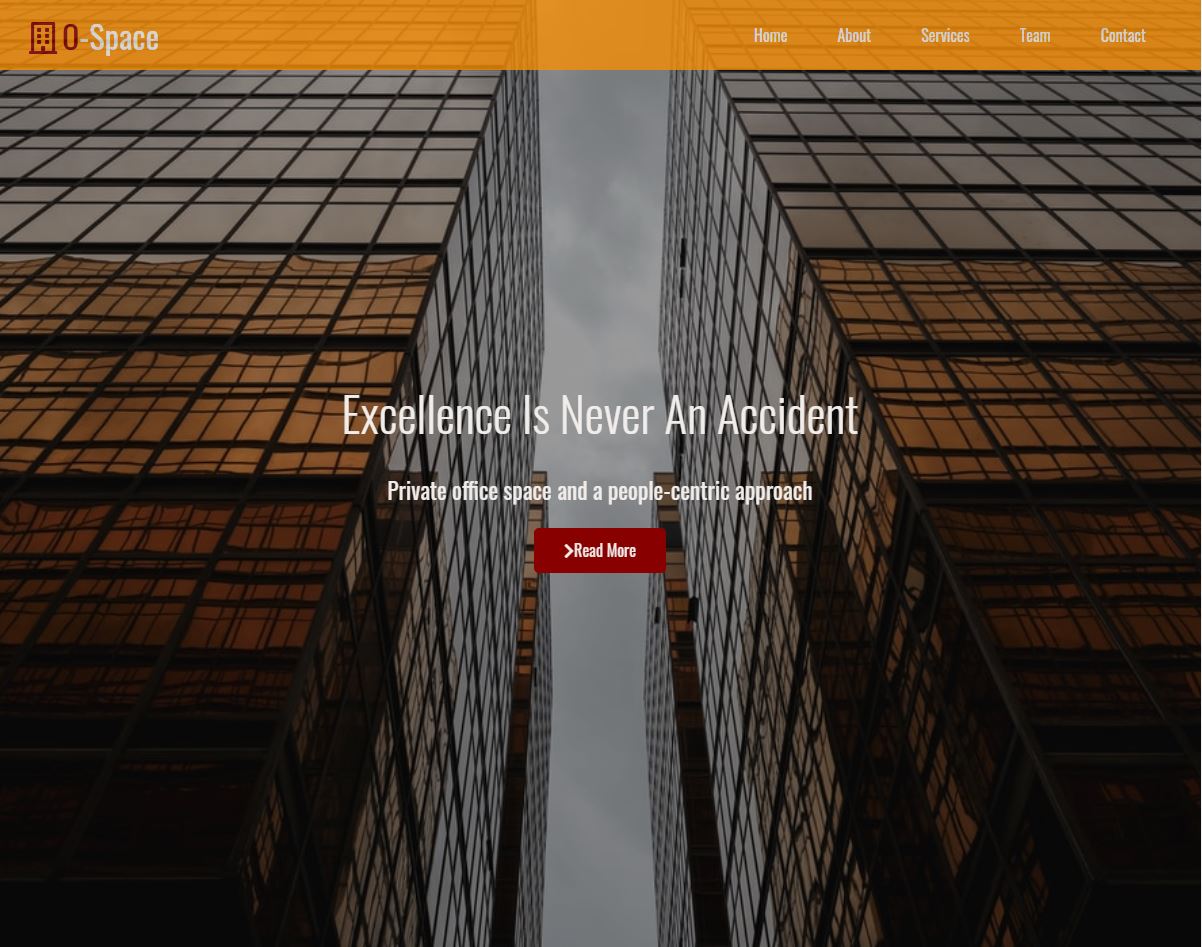 O-Space
Home
About
Services
Team
Contact
Excellence Is Never An Accident
Private office space and a people-centric approach
Read More